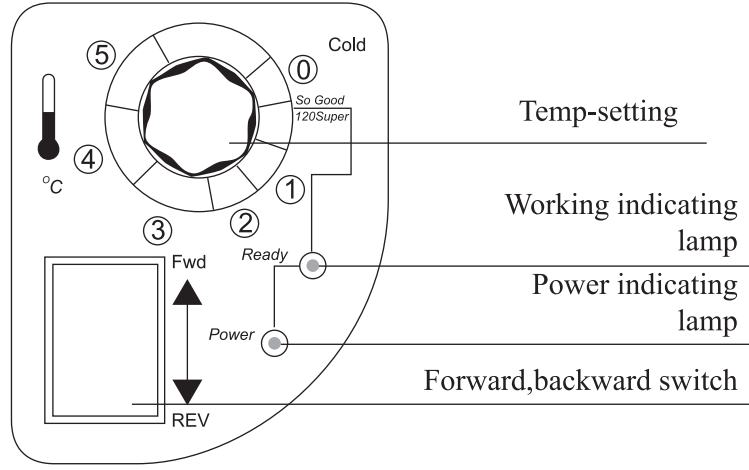 Cold
5
0
So Good
120Super
Temp-setting
4
°C
1
2
3
Working indicating
lamp
Ready
Fwd
Power indicating
lamp
Power
Forward,backward switch
REV